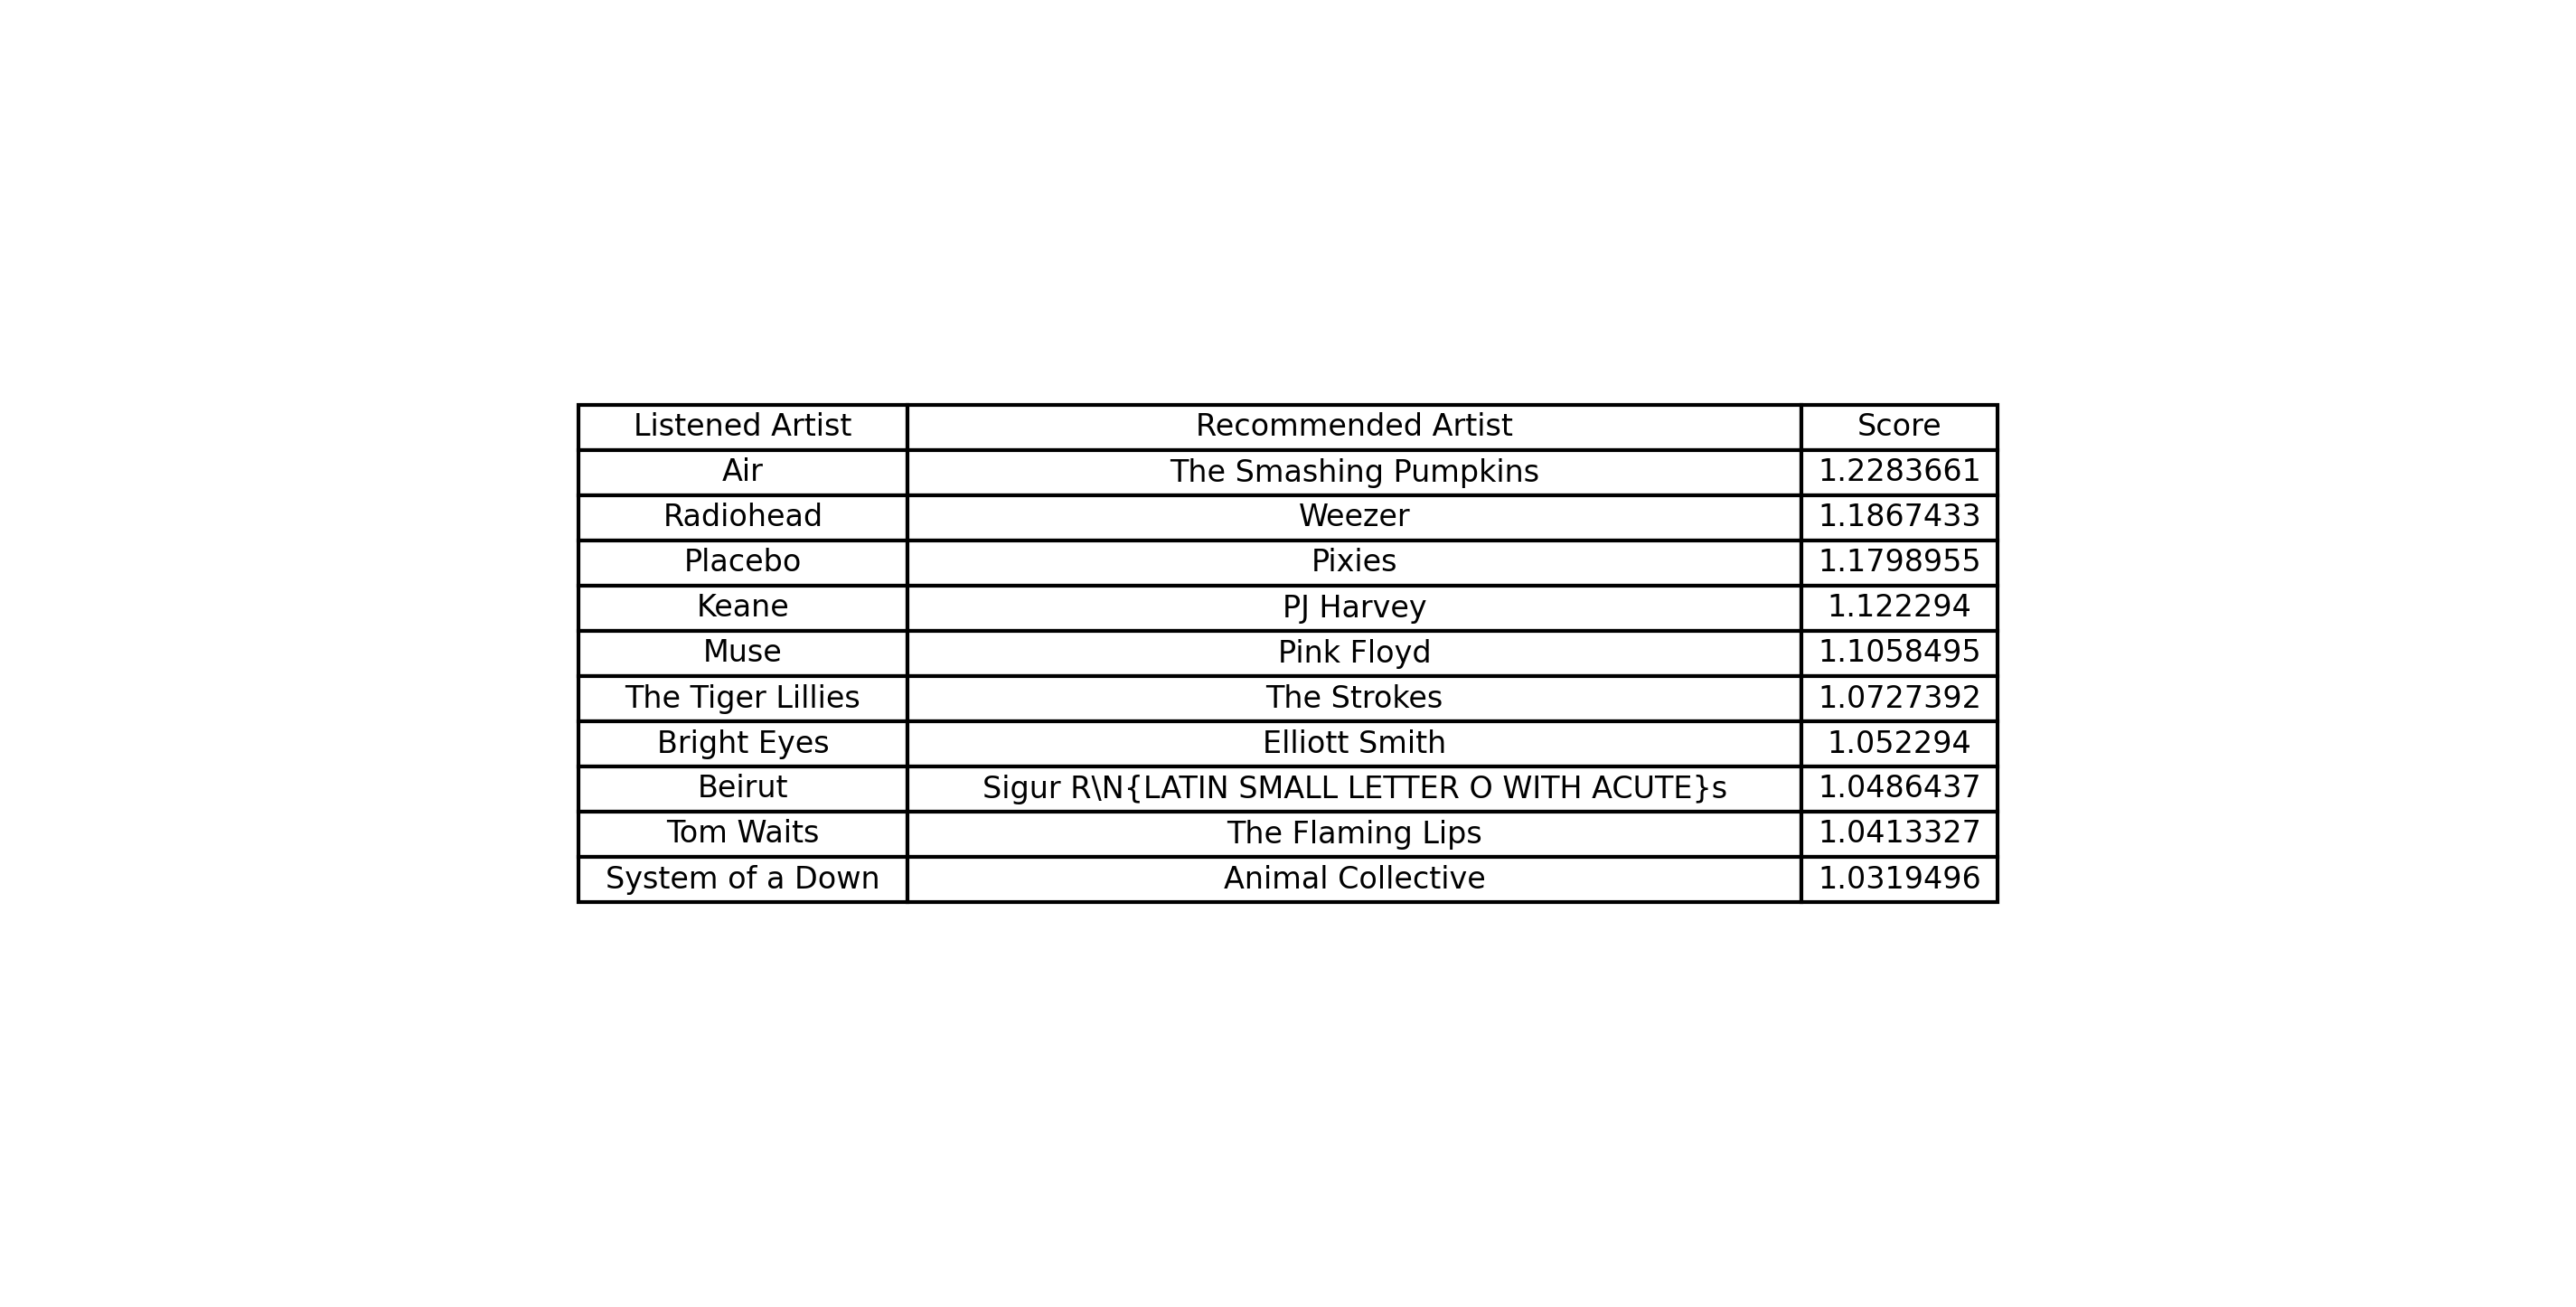 Listened Artist Recommended Artist Score
Air The Smashing Pumpkins 1.2283661
Radiohead Weezer 1.1867433
Placebo Pixies 1.1798955
Keane PJ Harvey 1.122294
Muse Pink Floyd 1.1058495
The Tiger Lillies The Strokes 1.0727392
Bright Eyes Elliott Smith 1.052294
Beirut Sigur R\N{LATIN SMALL LETTER O WITH ACUTE}s 1.0486437
Tom Waits The Flaming Lips 1.0413327
System of a Down Animal Collective 1.0319496